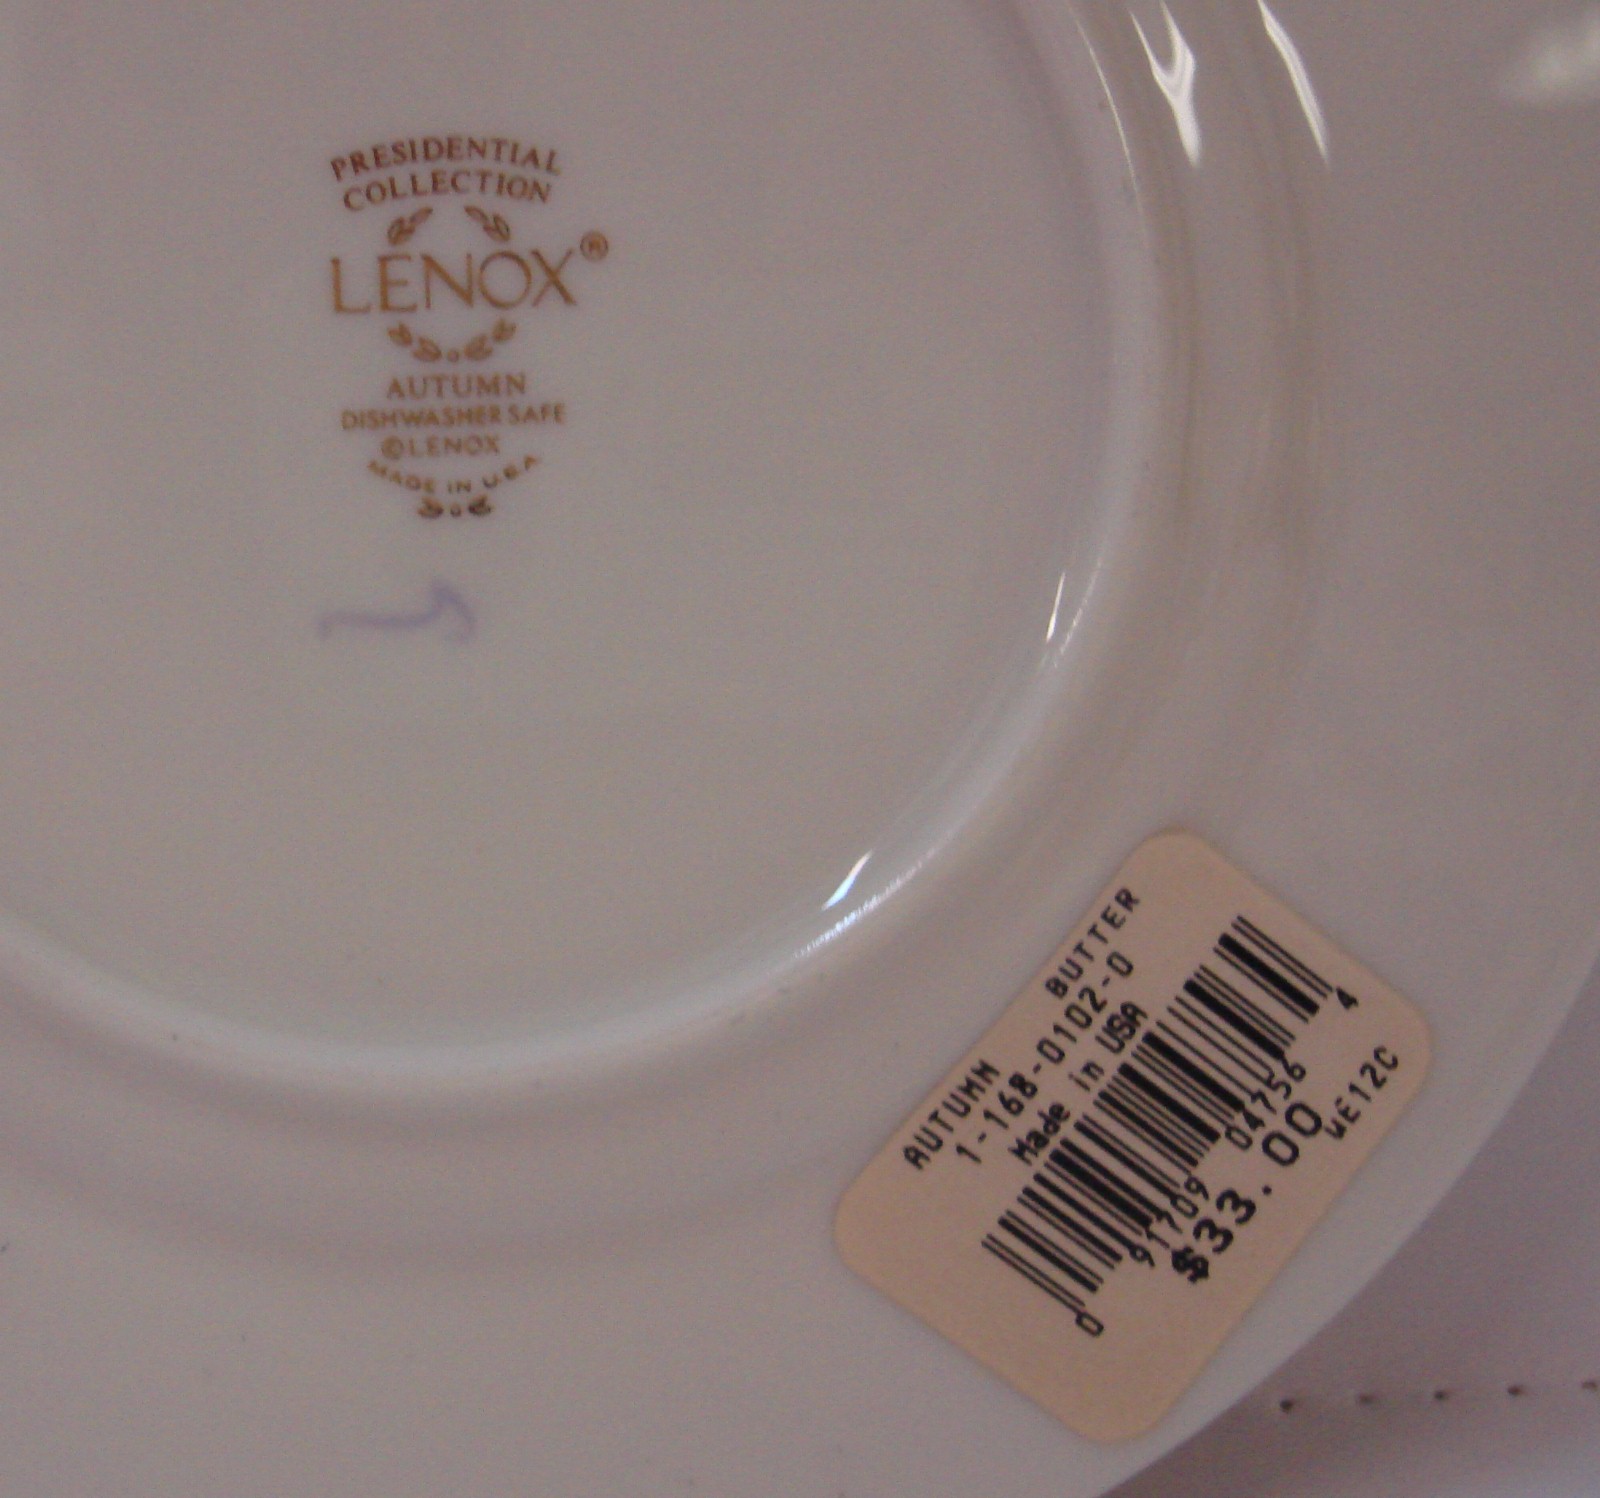 PRESIDENTIAL
COLLECTION
LENOX®
AUTUMN
DISHWASHER SAFE
©LENOX
MADE IN U.S.A
AUTUMN BUTTER
1-168-0102-0
Made in USA
0 91709 04756 4
$33.00
WE12C